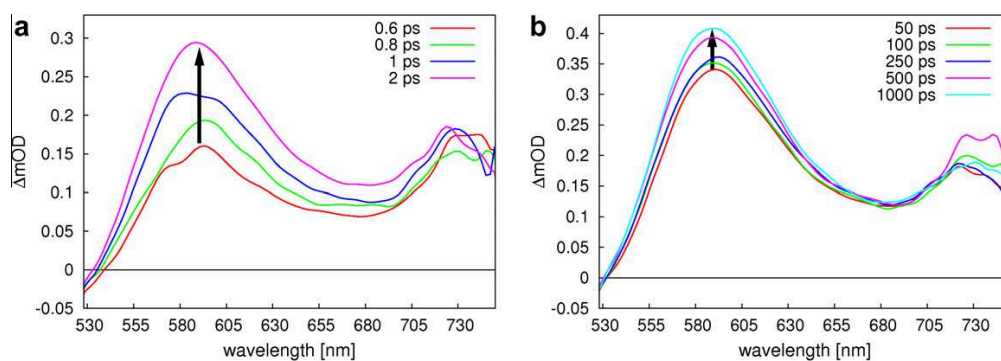 a
0.6 ps
0.8 ps
1 ps
2 ps
0.3
0.25
0.2
0.15
0.1
0.05
0
-0.05
ΔmOD
530 555 580 605 630 655 680 705 730
wavelength [nm]
b
50 ps
100 ps
250 ps
500 ps
1000 ps
0.4
0.35
0.3
0.25
0.2
0.15
0.1
0.05
0
-0.05
ΔmOD
530 555 580 605 630 655 680 705 730
wavelength [nm]